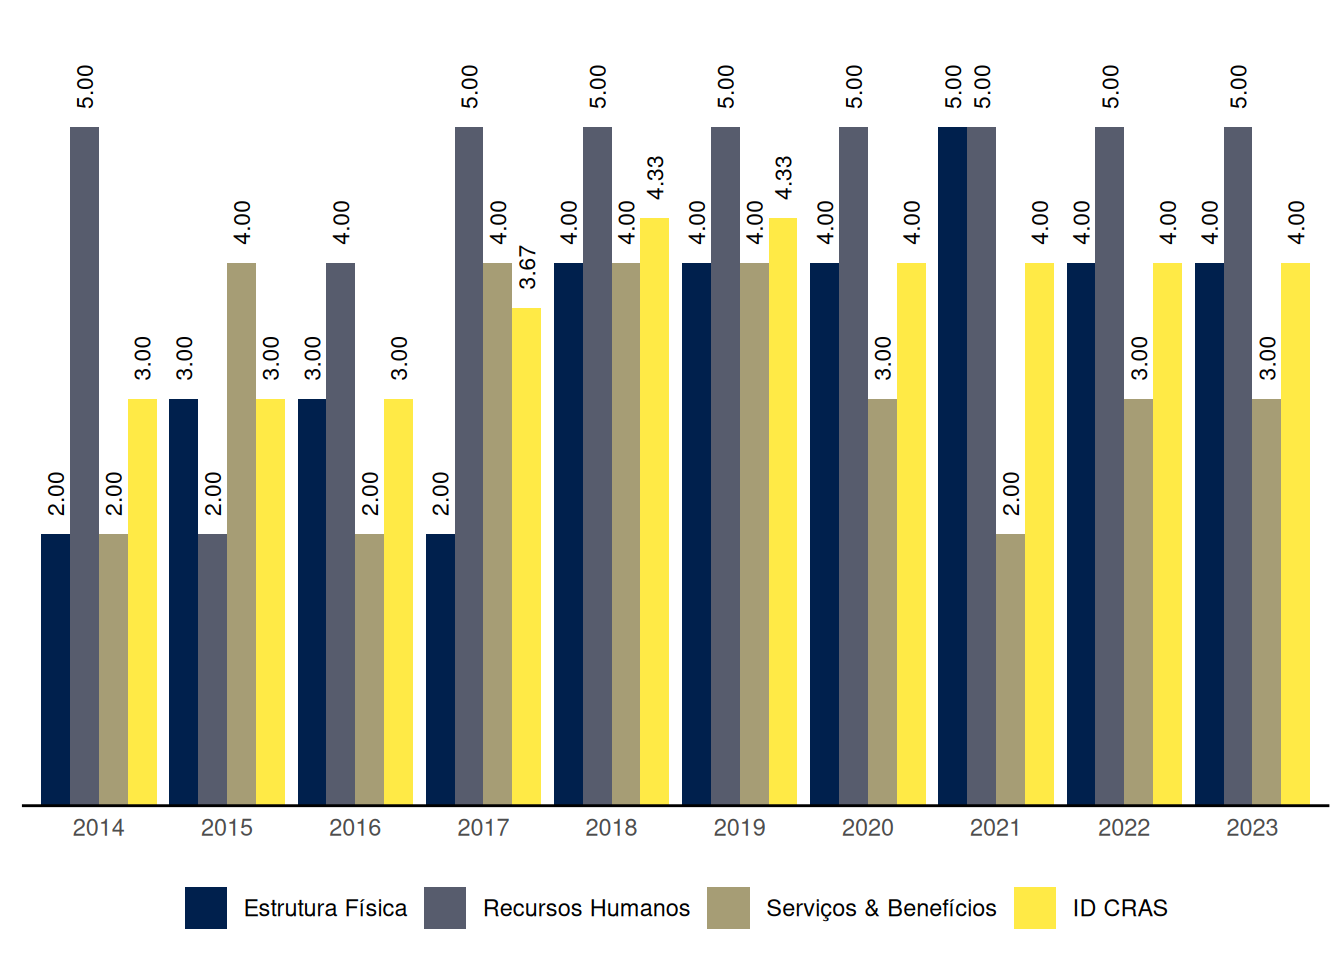 5.00 5.00 5.00 5.00 5.00 5.00 5.00 5.00 5.00
4.33 4.33
4.00 4.00 4.00 4.00 4.00 4.00 4.00 4.00 4.00 4.00 4.00 4.00 4.00 4.00
3.67
3.00 3.00 3.00 3.00 3.00 3.00 3.00 3.00
2.00 2.00 2.00 2.00 2.00 2.00
2014 2015 2016 2017 2018 2019 2020 2021 2022 2023
Estrutura Física Recursos Humanos Serviços & Benefícios ID CRAS